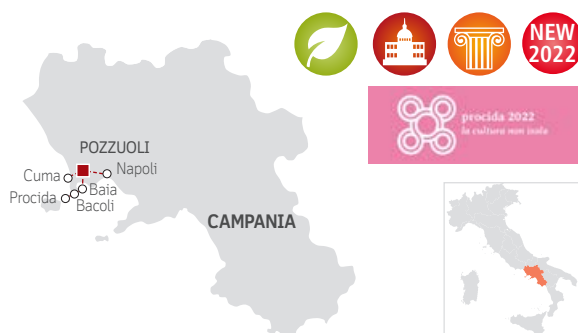 NEW
2022
procida 2022
la cultura non isola
POZZUOLI
Cuma
Napoli
Procida
Baia
Bacoli
CAMPANIA